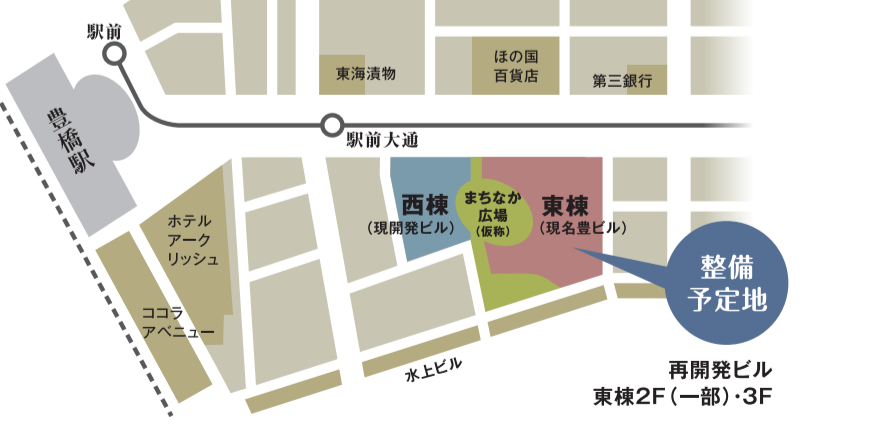 駅前
豊橋駅
東海漬物
ほの国
百貨店
第三銀行
駅前大通
ホテル
アーク
リッシュ
ココラ
アベニュー
西棟
(現開発ビル)
まちなか
広場
(仮称)
東棟
(現名豊ビル)
整備
予定地
水上ビル
再開発ビル
東棟2F(一部)・3F